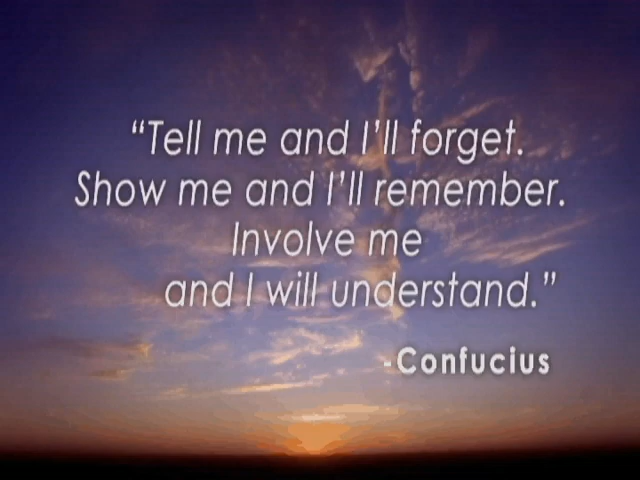 “Tell me and I’ll forget.
Show me and I’ll remember.
Involve me
and I will understand.”
-Confucius